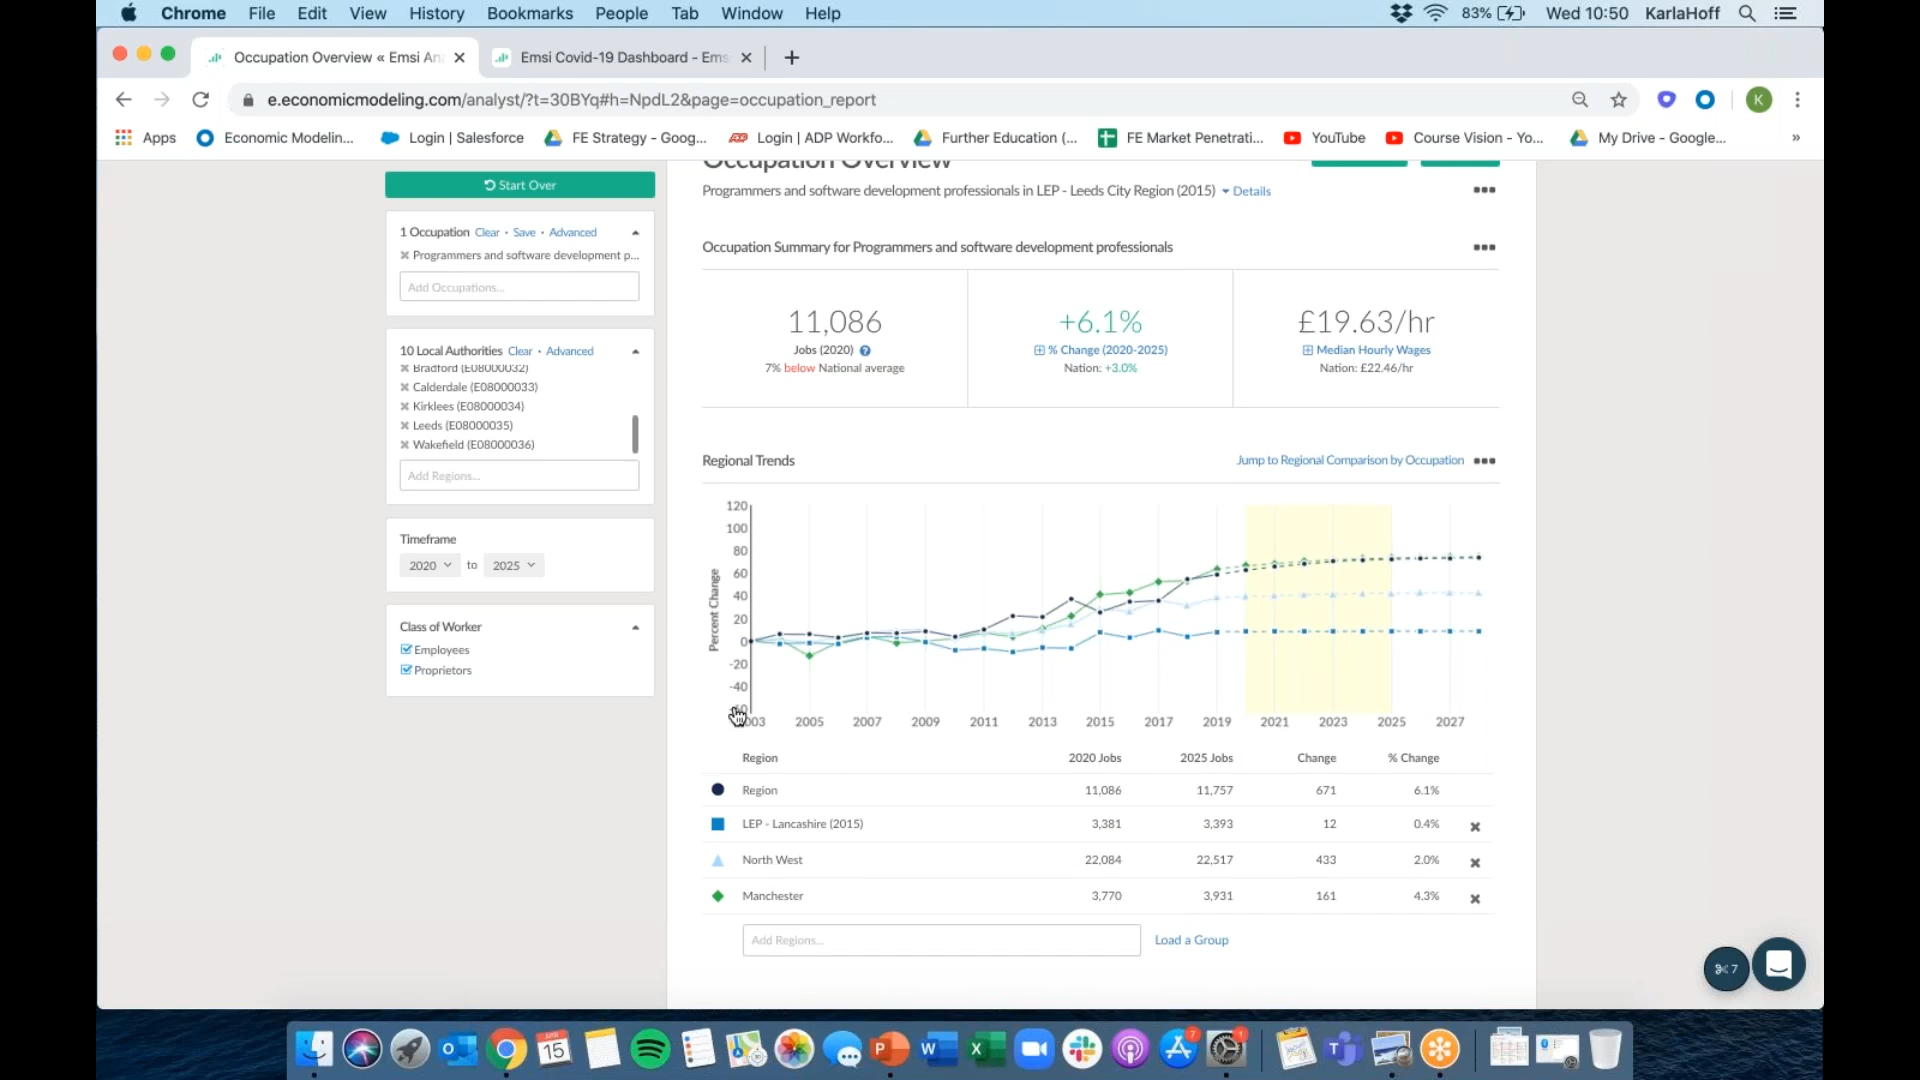 Chrome File Edit View History Bookmarks People Tab Window Help 83% Wed 10:50 KarlaHoff
Occupation Overview « Emsi An Emsi Covid-19 Dashboard - Ems
e.economicmodeling.com/analyst/?t=30BYq#h=NpdL2&page=occupation_report K
Apps Economic Modelin... Login | Salesforce FE Strategy - Goog... Login | ADP Workfo... Further Education (... FE Market Penetrati... YouTube Course Vision - Yo... My Drive - Google... »
Occupation Overview
Start Over
Programmers and software development professionals in LEP - Leeds City Region (2015) Details
1 Occupation Clear · Save · Advanced
Programmers and software development p...
Add Occupations...
Occupation Summary for Programmers and software development professionals
11,086
Jobs (2020) ?
7% below National average
+6.1%
% Change (2020-2025)
Nation: +3.0%
£19.63/hr
Median Hourly Wages
Nation: £22.46/hr
10 Local Authorities Clear · Advanced
Bradford (E08000032)
Calderdale (E08000033)
Kirklees (E08000034)
Leeds (E08000035)
Wakefield (E08000036)
Add Regions...
Timeframe
2020 to 2025
Class of Worker
Employees
Proprietors
Regional Trends Jump to Regional Comparison by Occupation
Percent Change
120
100
80
60
40
20
0
-20
-40
2005 2007 2009 2011 2013 2015 2017 2019 2021 2023 2025 2027
Region 2020 Jobs 2025 Jobs Change % Change
Region 11,086 11,757 671 6.1%
LEP - Lancashire (2015) 3,381 3,393 12 0.4%
North West 22,084 22,517 433 2.0%
Manchester 3,770 3,931 161 4.3%
Add Regions... Load a Group
7
APR
15
7
1